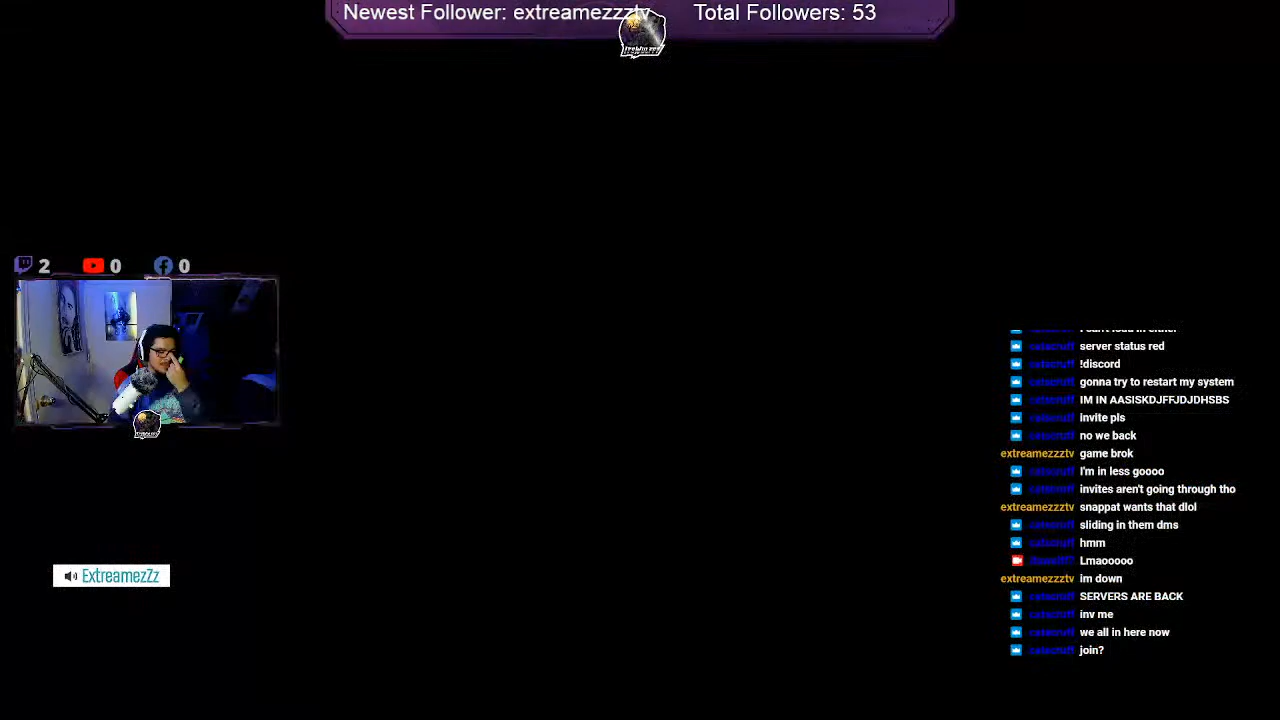 Newest Follower: extreamezzztv Total Followers: 53
2 0 0
server status red
!discord
gonna try to restart my system
IM IN AASISKDJFFJDJDHSBS
invite pls
no we back
extreamezzztv game brok
I'm in less goooo
invites aren't going through tho
extreamezzztv snappat wants that dlol
sliding in them dms
hmm
Lmaooooo
extreamezzztv im down
SERVERS ARE BACK
inv me
we all in here now
join?
ExtreamezZz